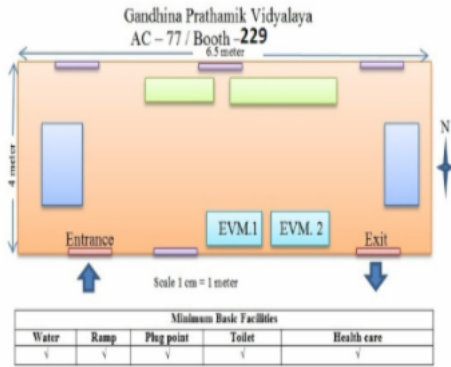 Gandhina Prathamik Vidyalaya
AC – 77 / Booth –229
6.5 meter
4 meter
N
EVM.1 EVM. 2
Entrance Exit
Scale 1 cm = 1 meter
Minimum Basic Facilities
Water Ramp Plug point Toilet Health care
√ √ √ √ √